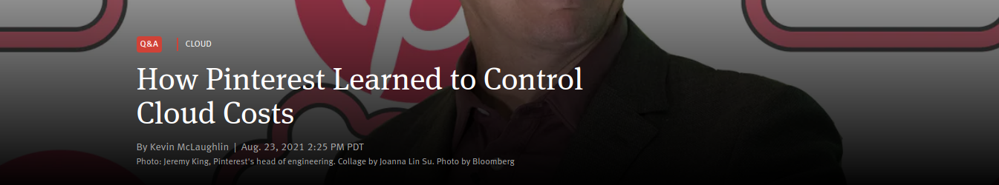 Q&A | CLOUD
How Pinterest Learned to Control
Cloud Costs
By Kevin McLaughlin | Aug. 23, 2021 2:25 PM PDT
Photo: Jeremy King, Pinterest's head of engineering. Collage by Joanna Lin Su. Photo by Bloomberg